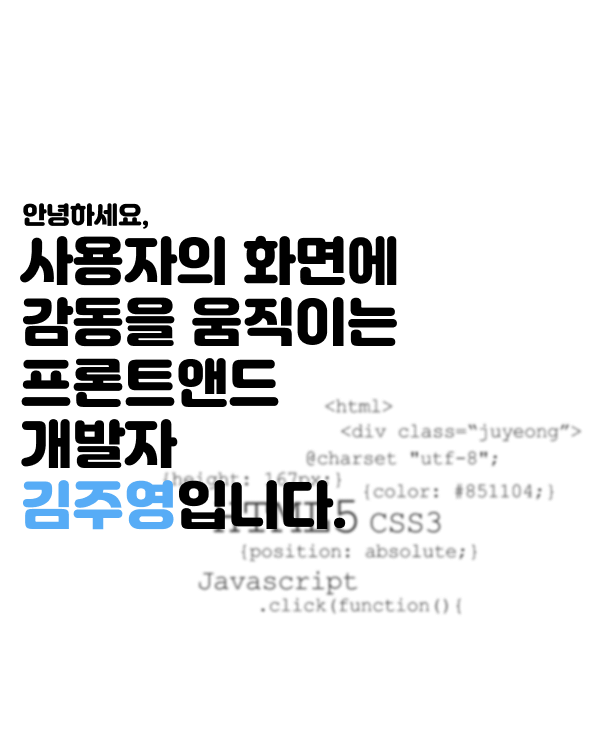 안녕하세요,
사용자의 화면에
감동을 움직이는
프론트앤드
개발자
김주영입니다.
<html>
<div class="juyeong">
@charset "utf-8";
{height: 167px;}
{color: #851104;}
HTML5 CSS3
{position: absolute;}
Javascript
.click(function(){